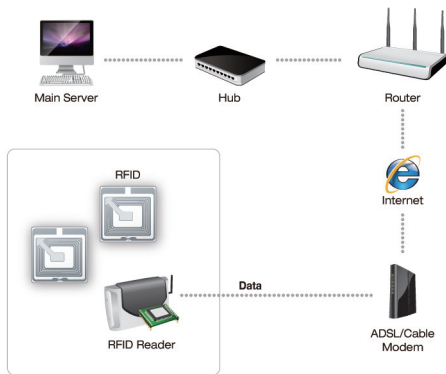 Main Server
Hub
Router
RFID
Internet
Data
RFID Reader
ADSL/Cable
Modem